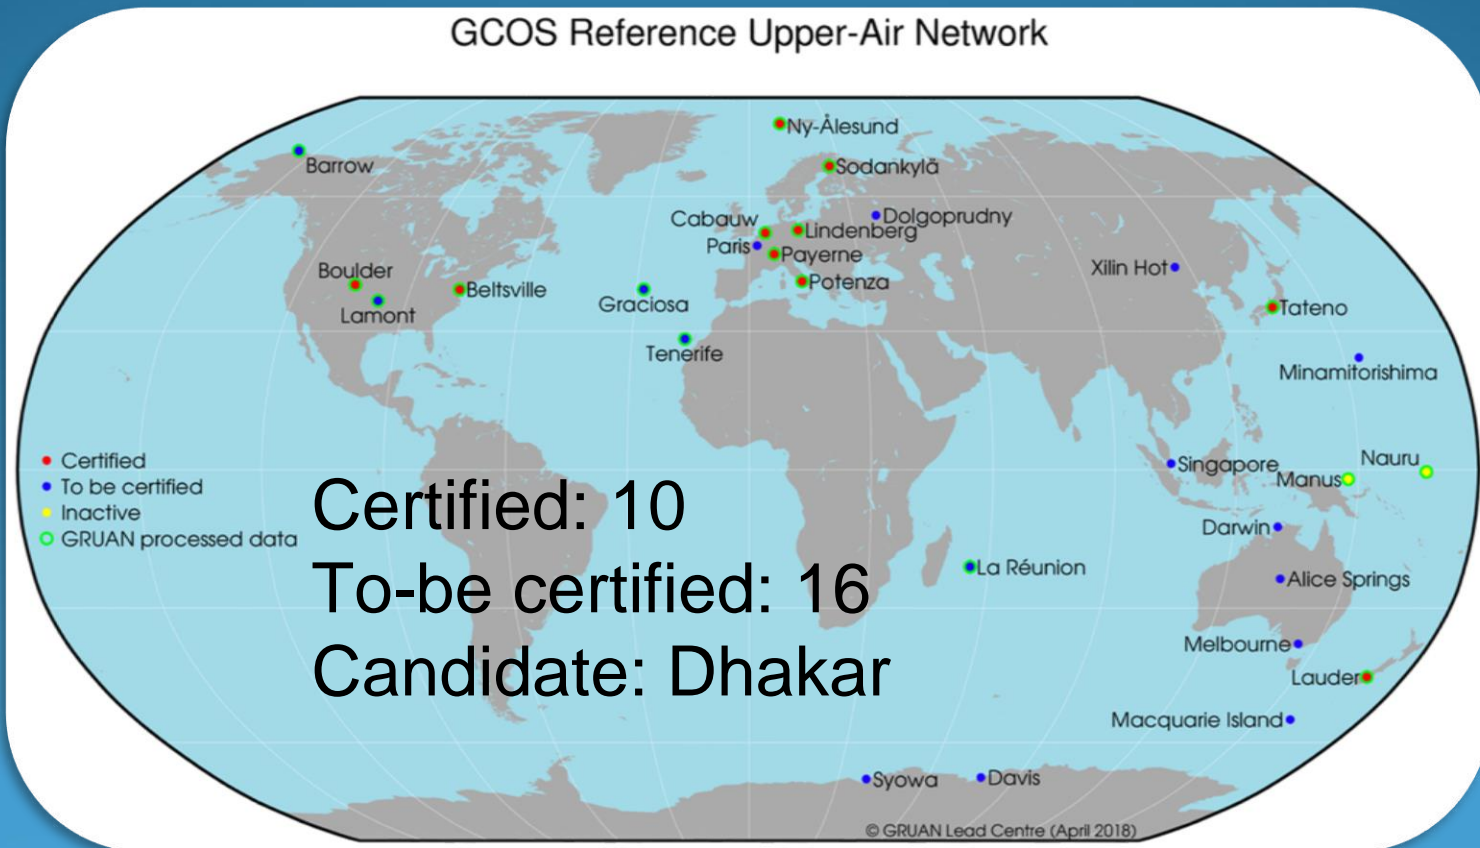 GCOS Reference Upper-Air Network
Ny-Ålesund
Barrow
Sodankylä
Cabauw
Dolgoprudny
Lindenberg
Paris
Payerne
Xilin Hot
Boulder
Potenza
Beltsville
Graciosa
Lamont
Tateno
Tenerife
Minamitorishima
Certified
To be certified
Inactive
GRUAN processed data
Nauru
Singapore
Manus
Certified: 10
To-be certified: 16
Candidate: Dhakar
Darwin
La Réunion
Alice Springs
Melbourne
Lauder
Macquarie Island
Syowa
Davis
© GRUAN Lead Centre (April 2018)